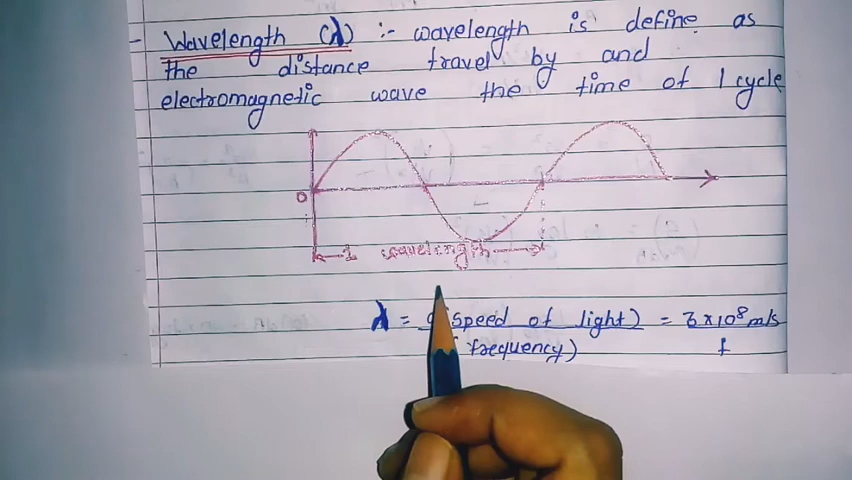 - Wavelength (λ) :- wavelength is define as
the distance travel by and
electromagnetic wave the time of 1 cycle
0
1 wavelength
λ = (speed of light) = 3×10⁸ m/s
frequency) f